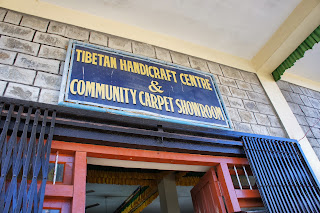 TIBETAN HANDICRAFT CENTRE
&
COMMUNITY CARPET SHOWROOM